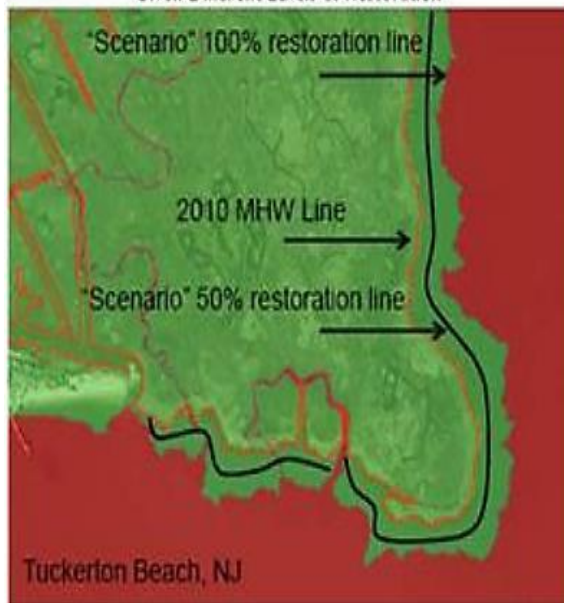 "Scenario" 100% restoration line
2010 MHW Line
"Scenario" 50% restoration line
Tuckerton Beach, NJ